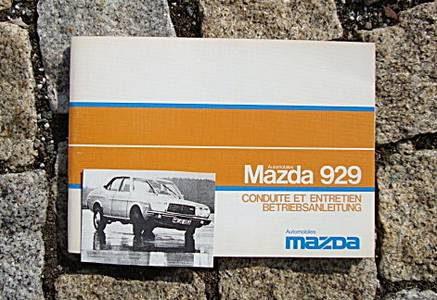 Automobiles
Mazda 929
CONDUITE ET ENTRETIEN
BETRIEBSANLEITUNG
Automobiles
mazda